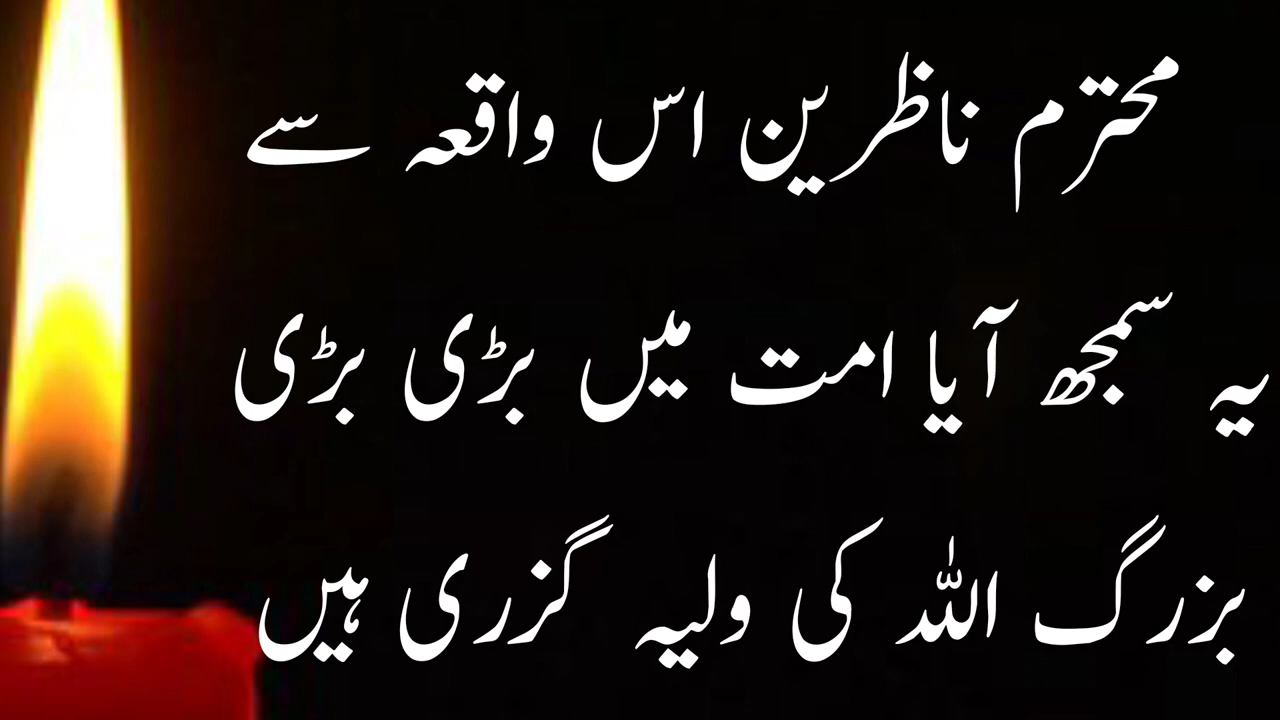 محترم ناظرین اس واقعہ سے
یہ سمجھ آیا امت میں بڑی بڑی
بزرگ اللہ کی ولیہ گزری ہیں